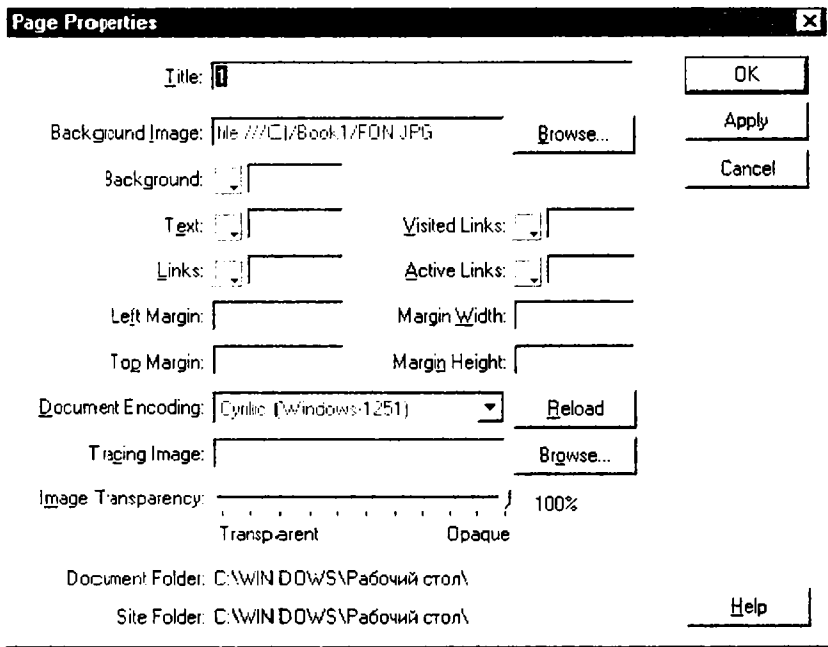 Page Properties
Title: 1
OK
Background Image: file:///C|/Book1/FON.JPG Browse...
Apply
Background:
Cancel
Text: Visited Links:
Links: Active Links:
Left Margin: Margin Width:
Top Margin: Margin Height:
Document Encoding: Cyrillic (Windows-1251) Reload
Tracing Image: Browse...
Image Transparency: 100%
Transparent Opaque
Document Folder: C:\WINDOWS\Рабочий стол\
Site Folder: C:\WINDOWS\Рабочий стол\
Help